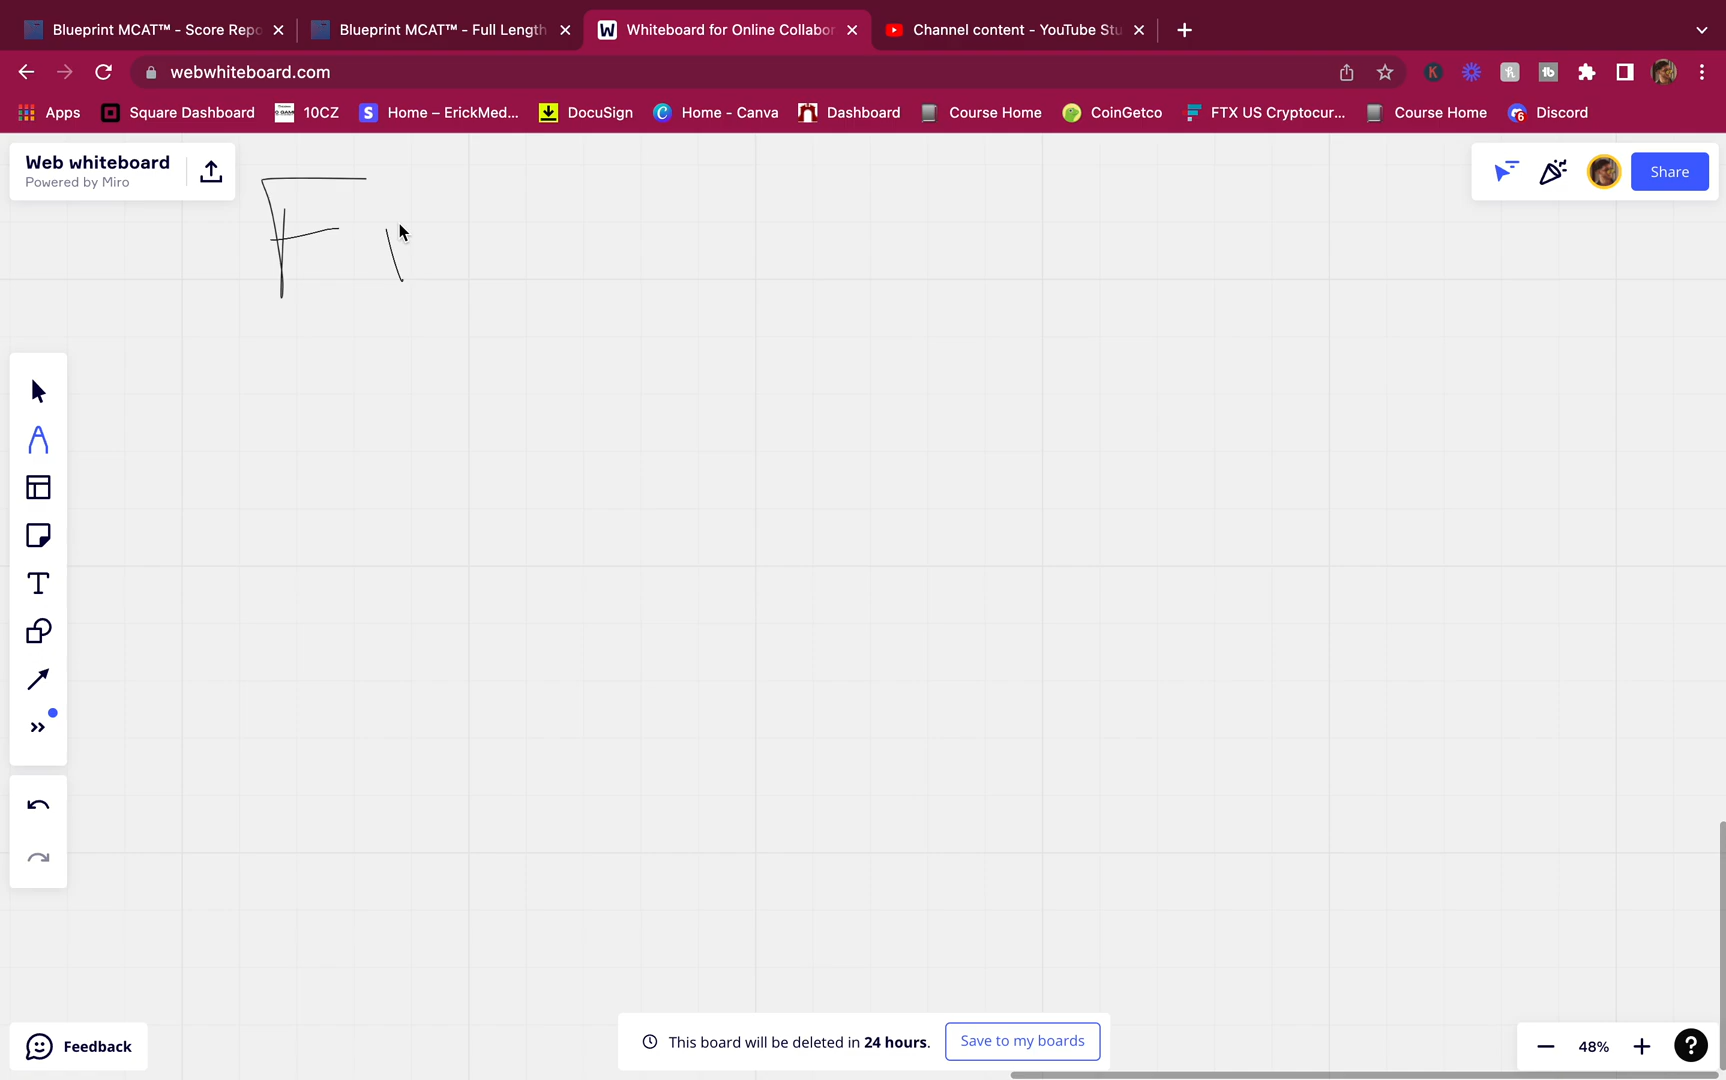 Blueprint MCAT™ - Score Repo
Blueprint MCAT™ - Full Length
Whiteboard for Online Collabor
Channel content - YouTube Stu
webwhiteboard.com
Apps
Square Dashboard
10CZ
Home – ErickMed...
DocuSign
Home - Canva
Dashboard
Course Home
CoinGetco
FTX US Cryptocur...
Course Home
Discord
Web whiteboard
Powered by Miro
Share
F
Feedback
This board will be deleted in 24 hours.
Save to my boards
48%